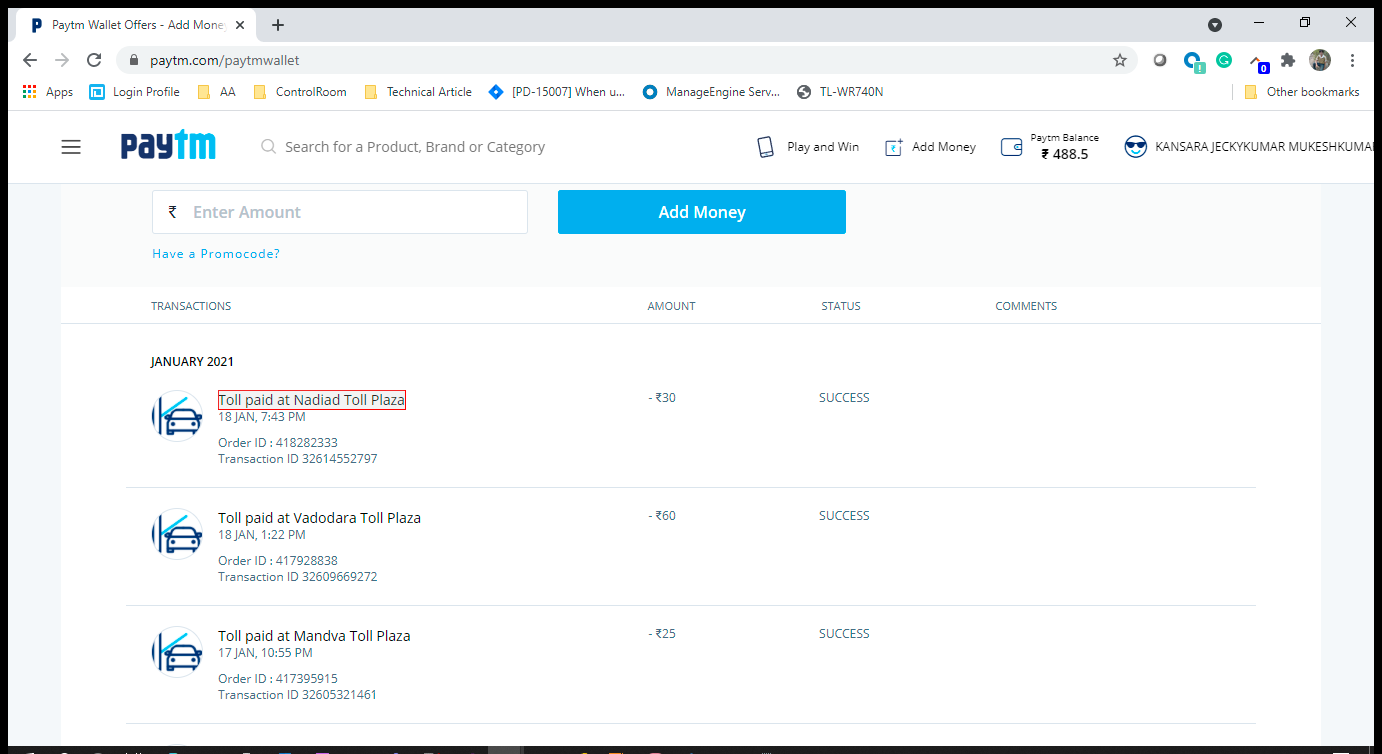 Paytm Wallet Offers - Add Mone
paytm.com/paytmwallet
Apps Login Profile AA ControlRoom Technical Article [PD-15007] When u... ManageEngine Serv... TL-WR740N Other bookmarks
paytm
Search for a Product, Brand or Category
Play and Win
Add Money
Paytm Balance
₹ 488.5
KANSARA JECKYKUMAR MUKESHKUMAR
₹ Enter Amount
Add Money
Have a Promocode?
TRANSACTIONS AMOUNT STATUS COMMENTS
JANUARY 2021
Toll paid at Nadiad Toll Plaza - ₹30 SUCCESS
18 JAN, 7:43 PM
Order ID : 418282333
Transaction ID 32614552797
Toll paid at Vadodara Toll Plaza - ₹60 SUCCESS
18 JAN, 1:22 PM
Order ID : 417928838
Transaction ID 32609669272
Toll paid at Mandva Toll Plaza - ₹25 SUCCESS
17 JAN, 10:55 PM
Order ID : 417395915
Transaction ID 32605321461